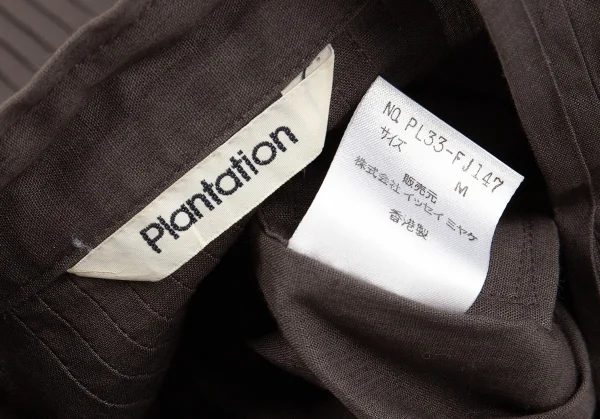 Plantation
NO PL33-FJ147
サイズ M
販売元
株式会社イッセイミヤケ
香港製